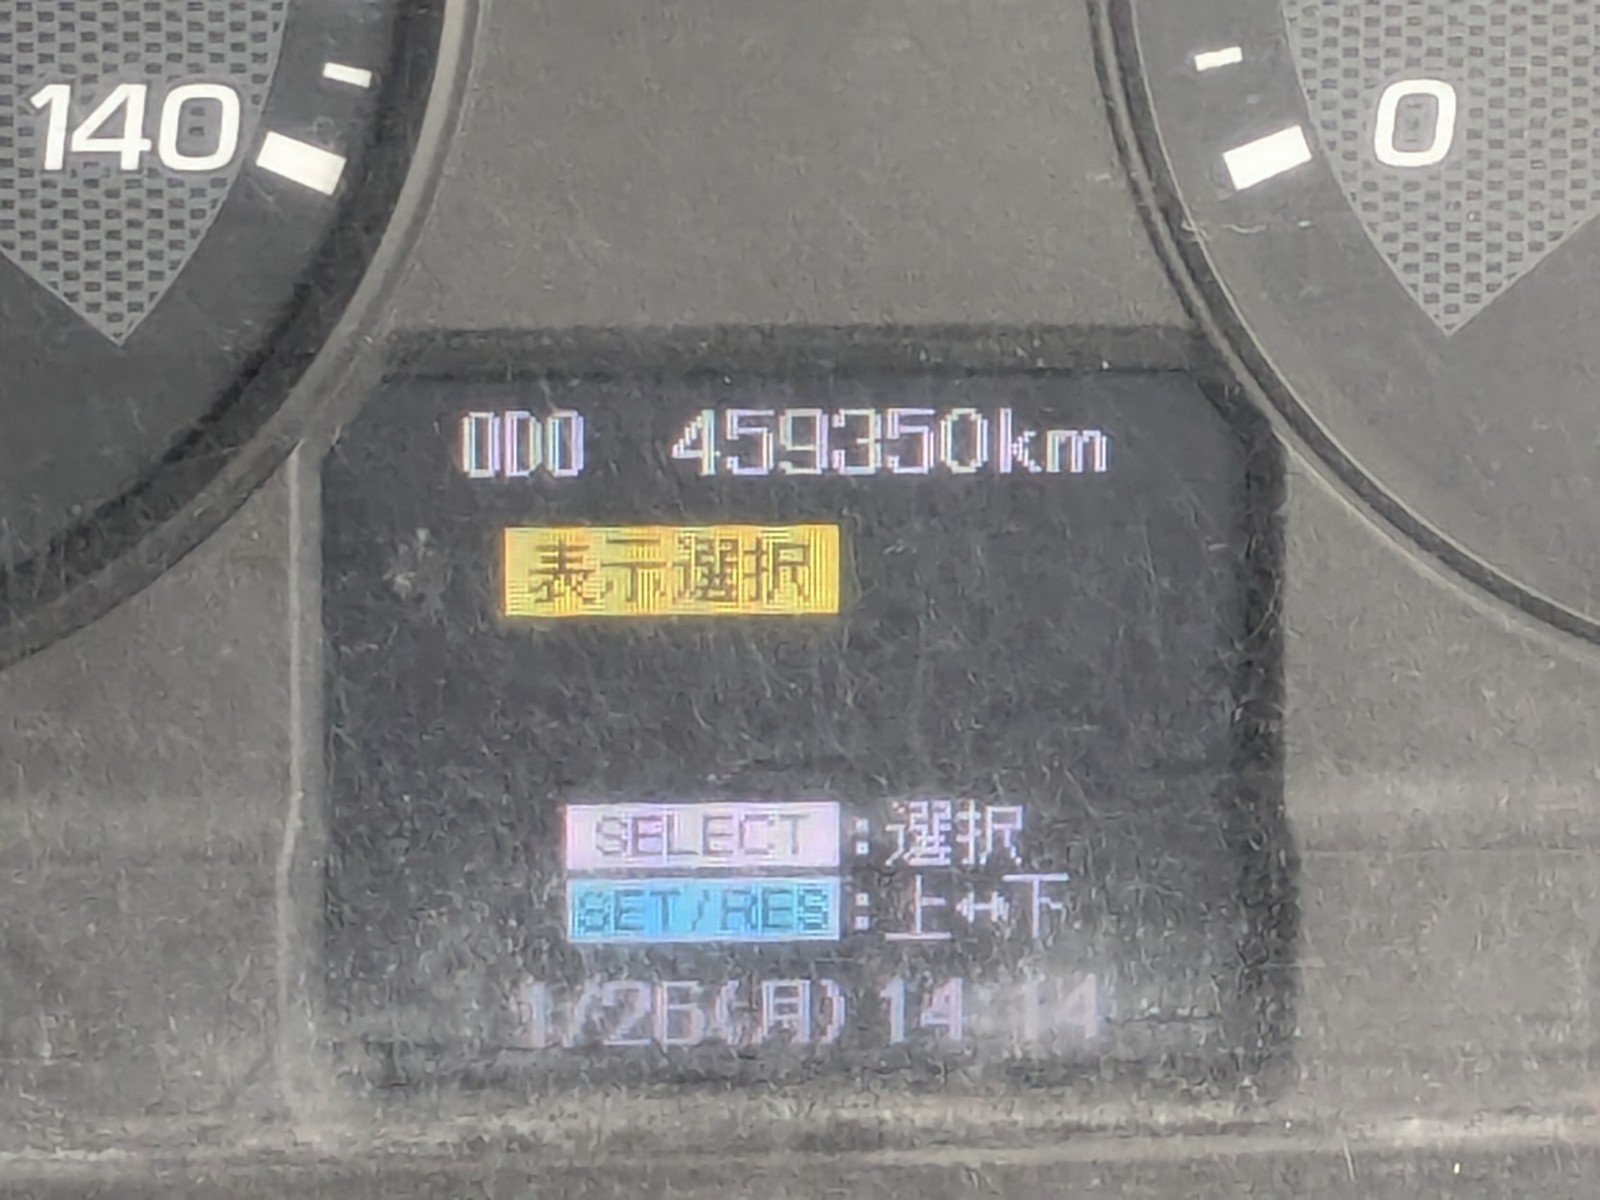 140
0
ODO 459350km
表示選択
SELECT:選択
SET/RES:上↔下
1/26(月) 14:14